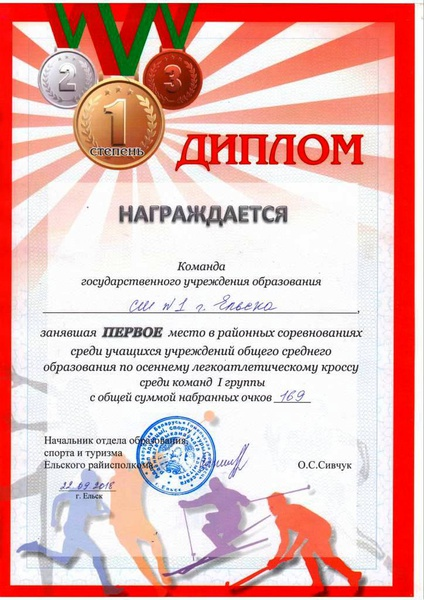 2
3
1
степень
ДИПЛОМ
НАГРАЖДАЕТСЯ
Команда
государственного учреждения образования
сш №1 г. Ельска,
занявшая ПЕРВОЕ место в районных соревнованиях
среди учащихся учреждений общего среднего
образования по осеннему легкоатлетическому кроссу
среди команд I группы
с общей суммой набранных очков 169
Начальник отдела образования,
спорта и туризма
Ельского райисполкома
О.С.Сивчук
22.09.2016
г. Ельск